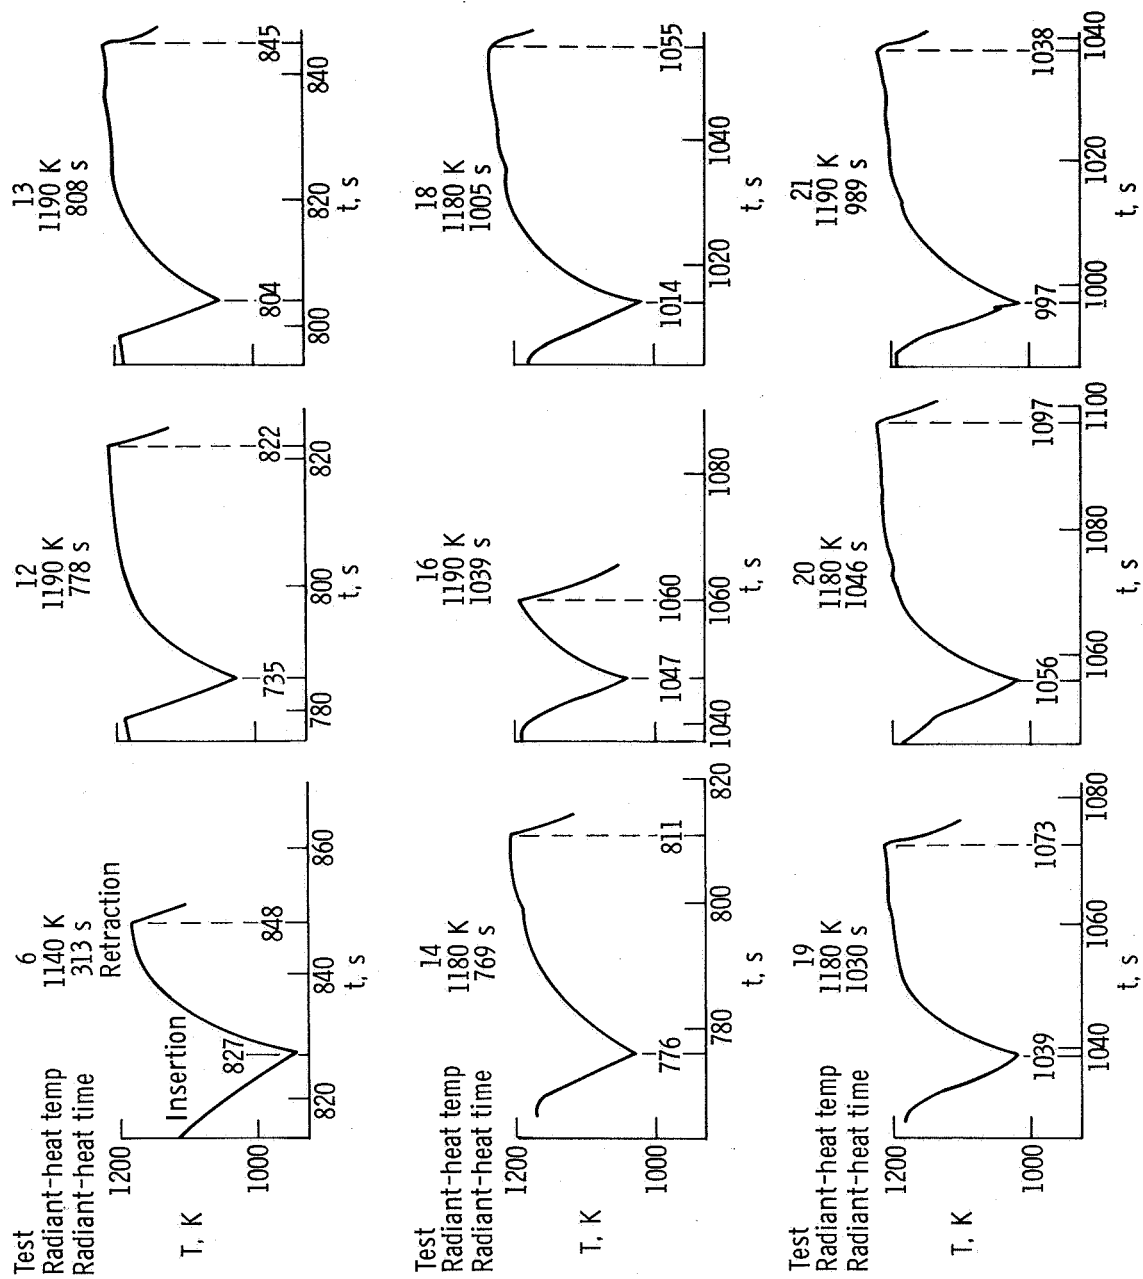 Test
Radiant-heat temp
Radiant-heat time
6
1140 K
313 s
Retraction
Insertion
827
848
1200
1000
T, K
820
840
860
t, s
12
1190 K
778 s
735
822
780
800
820
t, s
13
1190 K
808 s
804
845
800
820
840
t, s
Test
Radiant-heat temp
Radiant-heat time
14
1180 K
769 s
776
811
1200
1000
T, K
780
800
820
t, s
16
1190 K
1039 s
1047
1060
1040
1060
1080
t, s
18
1180 K
1005 s
1014
1055
1020
1040
t, s
Test
Radiant-heat temp
Radiant-heat time
19
1180 K
1030 s
1039
1073
1200
1000
T, K
1040
1060
1080
t, s
20
1180 K
1046 s
1056
1097
1060
1080
1100
t, s
21
1190 K
989 s
997
1038
1000
1020
1040
t, s